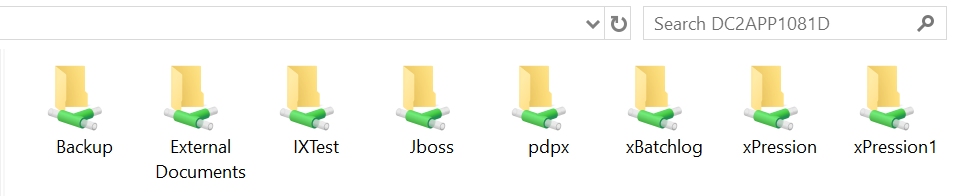 Search DC2APP1081D
Backup
External
Documents
IXTest
Jboss
pdpx
xBatchlog
xPression
xPression1